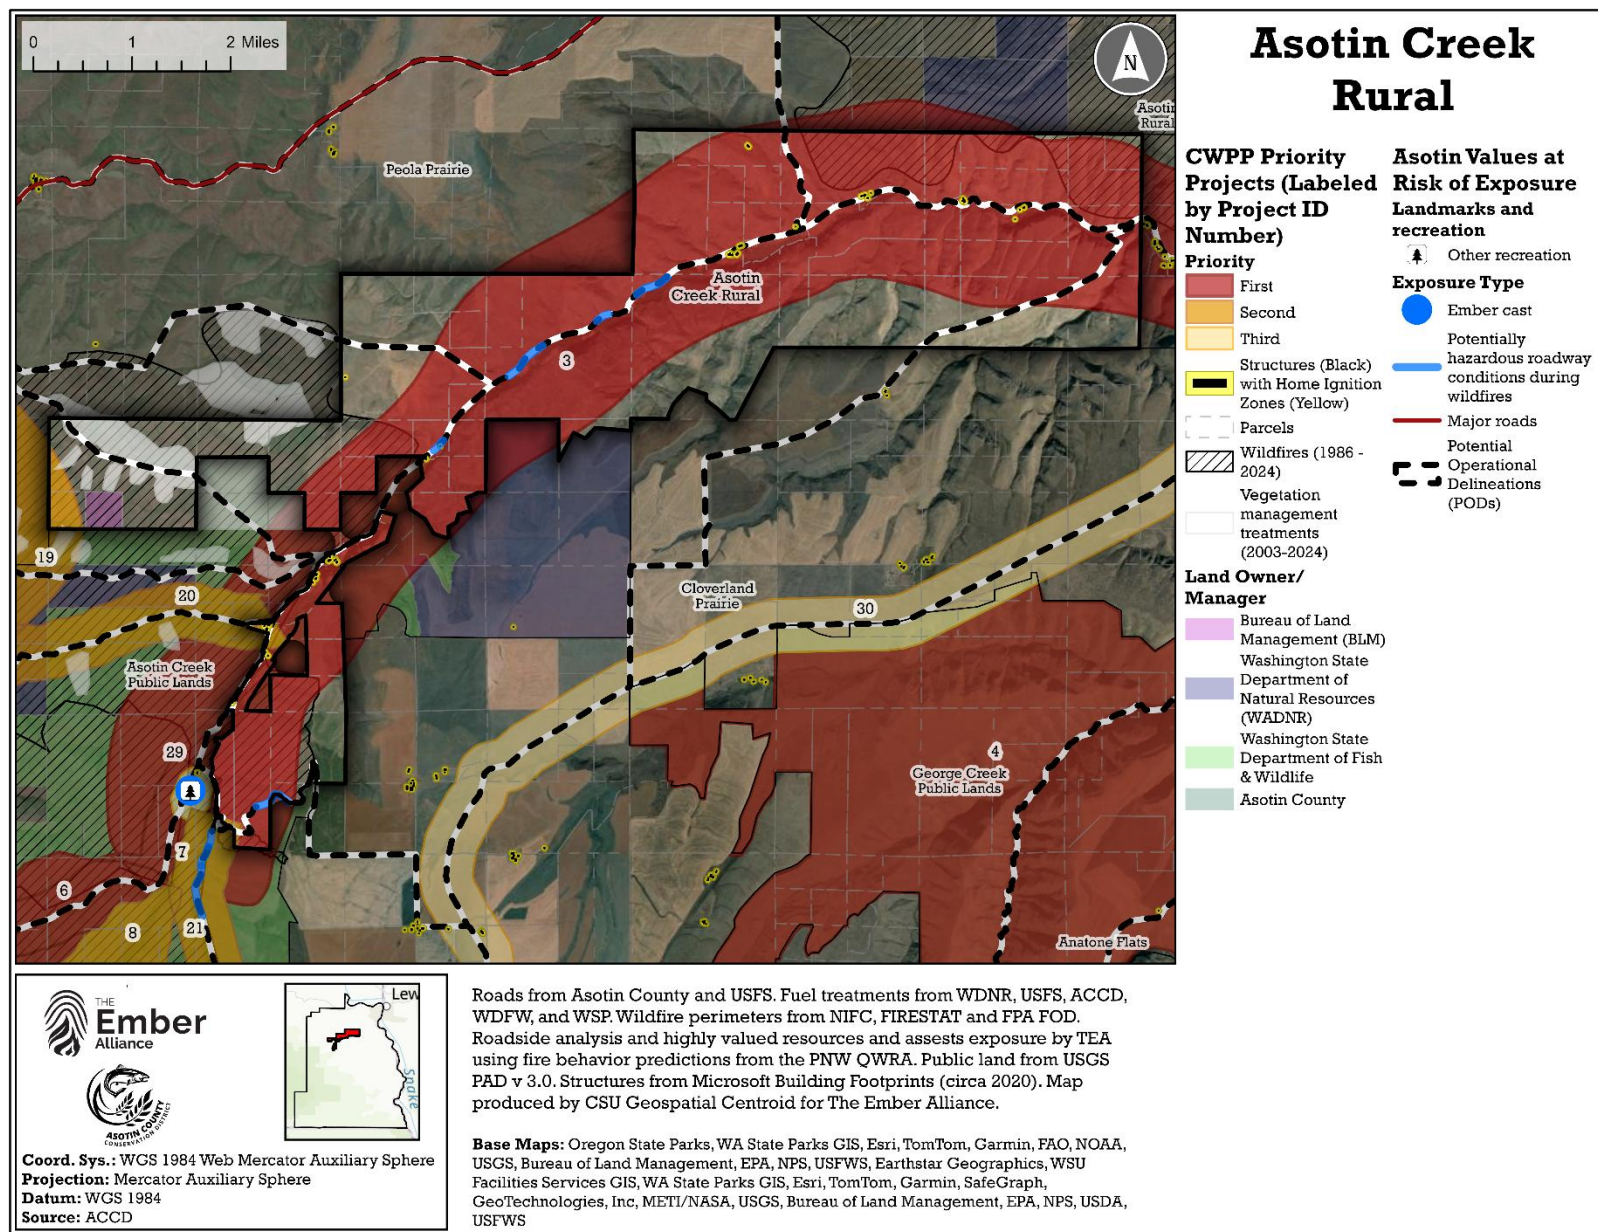 0 1 2 Miles
N
Asotin Creek
Rural
Asotin
Rural
Peola Prairie
Asotin
Creek Rural
3
19
20
Cloverland
Prairie
30
Asotin Creek
Public Lands
29
4
George Creek
Public Lands
7
6
8
21
Anatone Flats
CWPP Priority
Projects (Labeled
by Project ID
Number)
Priority
First
Second
Third
Structures (Black)
with Home Ignition
Zones (Yellow)
Parcels
Wildfires (1986 -
2024)
Vegetation
management
treatments
(2003-2024)
Land Owner/
Manager
Bureau of Land
Management (BLM)
Washington State
Department of
Natural Resources
(WADNR)
Washington State
Department of Fish
& Wildlife
Asotin County
Asotin Values at
Risk of Exposure
Landmarks and
recreation
Other recreation
Exposure Type
Ember cast
Potentially
hazardous roadway
conditions during
wildfires
Major roads
Potential
Operational
Delineations
(PODs)
THE
Ember
Alliance
ASOTIN COUNTY
CONSERVATION DISTRICT
Lew
Snake
Coord. Sys.: WGS 1984 Web Mercator Auxiliary Sphere
Projection: Mercator Auxiliary Sphere
Datum: WGS 1984
Source: ACCD
Roads from Asotin County and USFS. Fuel treatments from WDNR, USFS, ACCD,
WDFW, and WSP. Wildfire perimeters from NIFC, FIRESTAT and FPA FOD.
Roadside analysis and highly valued resources and assests exposure by TEA
using fire behavior predictions from the PNW QWRA. Public land from USGS
PAD v 3.0. Structures from Microsoft Building Footprints (circa 2020). Map
produced by CSU Geospatial Centroid for The Ember Alliance.
Base Maps: Oregon State Parks, WA State Parks GIS, Esri, TomTom, Garmin, FAO, NOAA,
USGS, Bureau of Land Management, EPA, NPS, USFWS, Earthstar Geographics, WSU
Facilities Services GIS, WA State Parks GIS, Esri, TomTom, Garmin, SafeGraph,
GeoTechnologies, Inc, METI/NASA, USGS, Bureau of Land Management, EPA, NPS, USDA,
USFWS